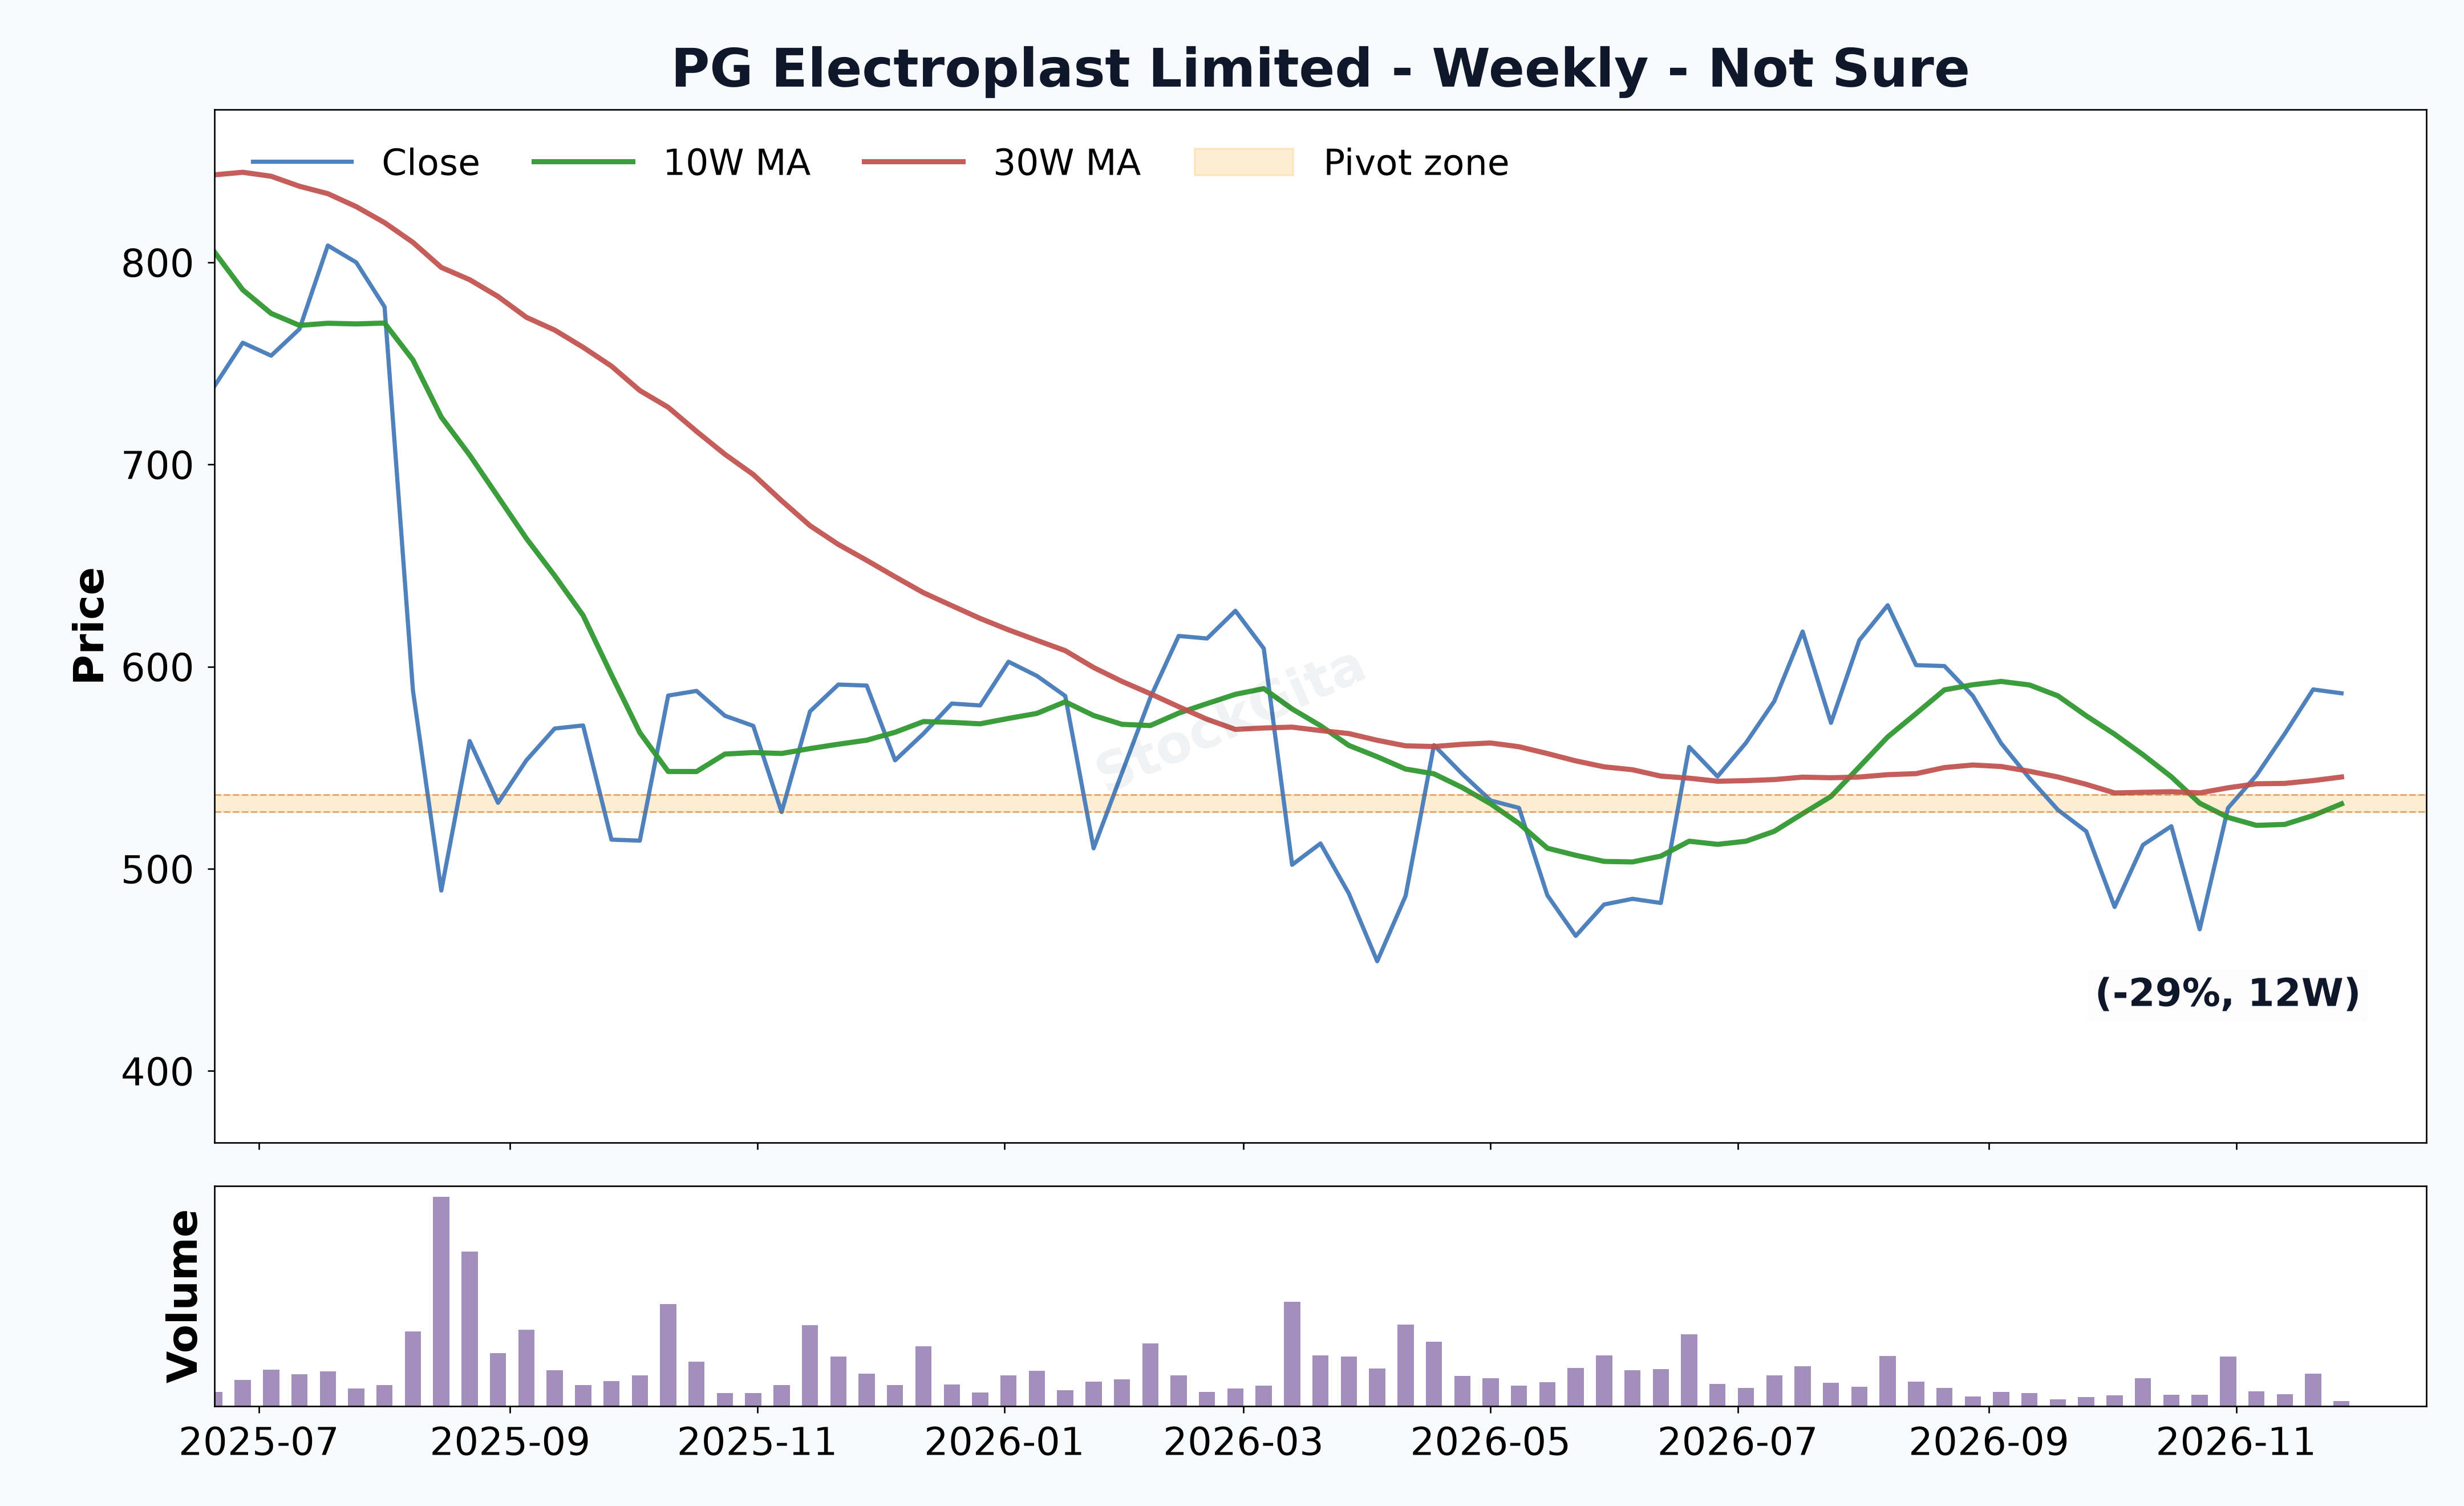 PG Electroplast Limited - Weekly - Not Sure
Close 10W MA 30W MA Pivot zone
800
700
600
500
400
Price
StockGita
(-29%, 12W)
Volume
2025-07 2025-09 2025-11 2026-01 2026-03 2026-05 2026-07 2026-09 2026-11